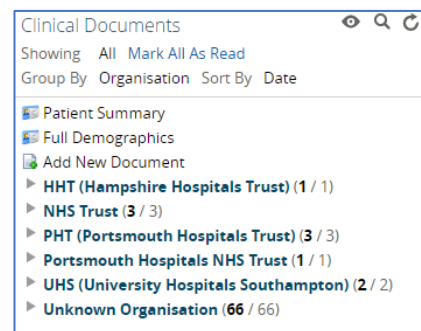 Clinical Documents
Showing All Mark All As Read
Group By Organisation Sort By Date
Patient Summary
Full Demographics
Add New Document
HHT (Hampshire Hospitals Trust) (1 / 1)
NHS Trust (3 / 3)
PHT (Portsmouth Hospitals Trust) (3 / 3)
Portsmouth Hospitals NHS Trust (1 / 1)
UHS (University Hospitals Southampton) (2 / 2)
Unknown Organisation (66 / 66)